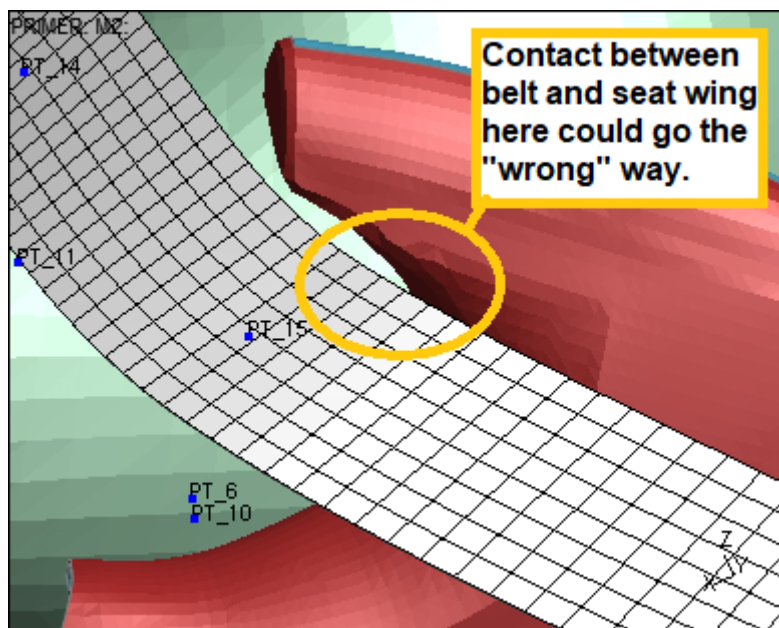 PRIMER: M2:
PT_14
Contact between
belt and seat wing
here could go the
"wrong" way.
PT_11
PT_15
PT_6
PT_10
Z
X
Y